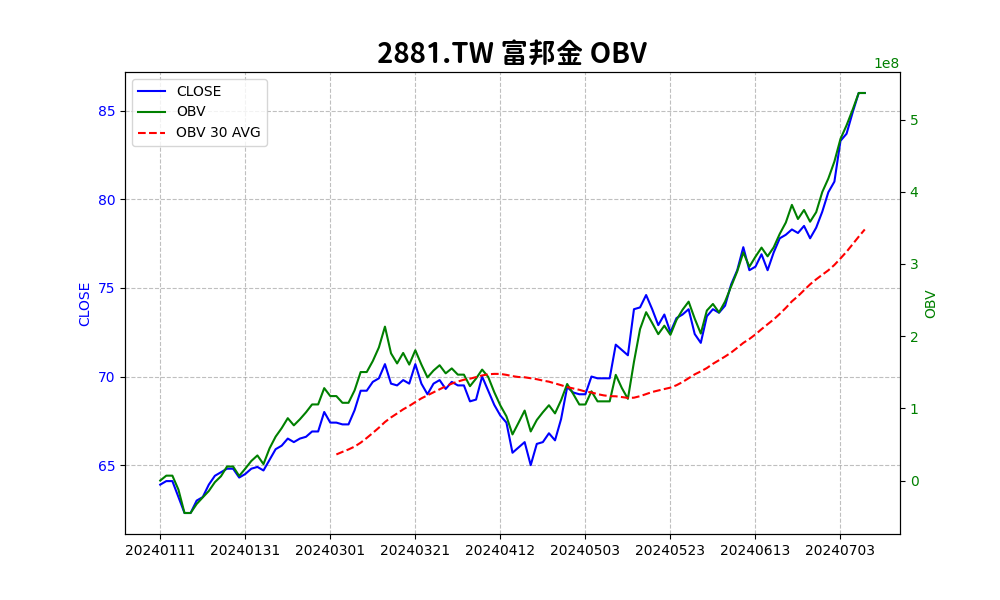 2881.TW 富邦金 OBV
1e8
CLOSE
OBV
OBV 30 AVG
85
80
75
70
65
CLOSE
5
4
3
2
1
0
OBV
20240111 20240131 20240301 20240321 20240412 20240503 20240523 20240613 20240703